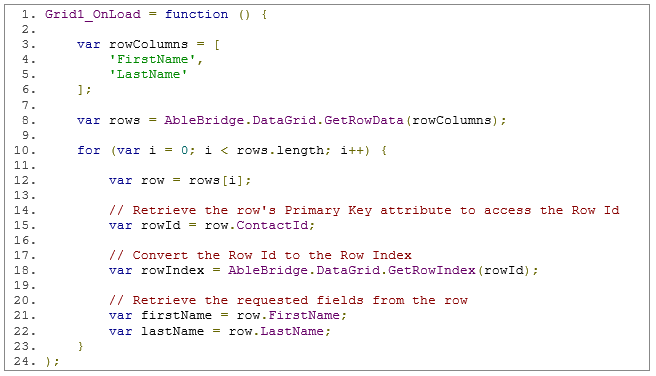 1. Grid1_OnLoad = function () {
2.
3.     var rowColumns = [
4.         'FirstName',
5.         'LastName'
6.     ];
7.
8.     var rows = AbleBridge.DataGrid.GetRowData(rowColumns);
9.
10.     for (var i = 0; i < rows.length; i++) {
11.
12.         var row = rows[i];
13.
14.         // Retrieve the row's Primary Key attribute to access the Row Id
15.         var rowId = row.ContactId;
16.
17.         // Convert the Row Id to the Row Index
18.         var rowIndex = AbleBridge.DataGrid.GetRowIndex(rowId);
19.
20.         // Retrieve the requested fields from the row
21.         var firstName = row.FirstName;
22.         var lastName = row.LastName;
23.     }
24. );